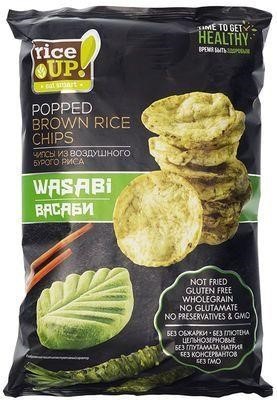 rice
UP!
eat smart
TIME TO GET
HEALTHY
ВРЕМЯ БЫТЬ ЗДОРОВЫМ
POPPED
BROWN RICE
CHIPS
ЧИПСЫ ИЗ ВОЗДУШНОГО
БУРОГО РИСА
WASABI
ВАСАБИ
NOT FRIED
GLUTEN FREE
WHOLEGRAIN
NO GLUTAMATE
NO PRESERVATIVES & GMO
БЕЗ ОБЖАРКИ · БЕЗ ГЛЮТЕНА
ЦЕЛЬНОЗЕРНОВЫЕ
БЕЗ ГЛУТАМАТА НАТРИЯ
БЕЗ КОНСЕРВАНТОВ
БЕЗ ГМО